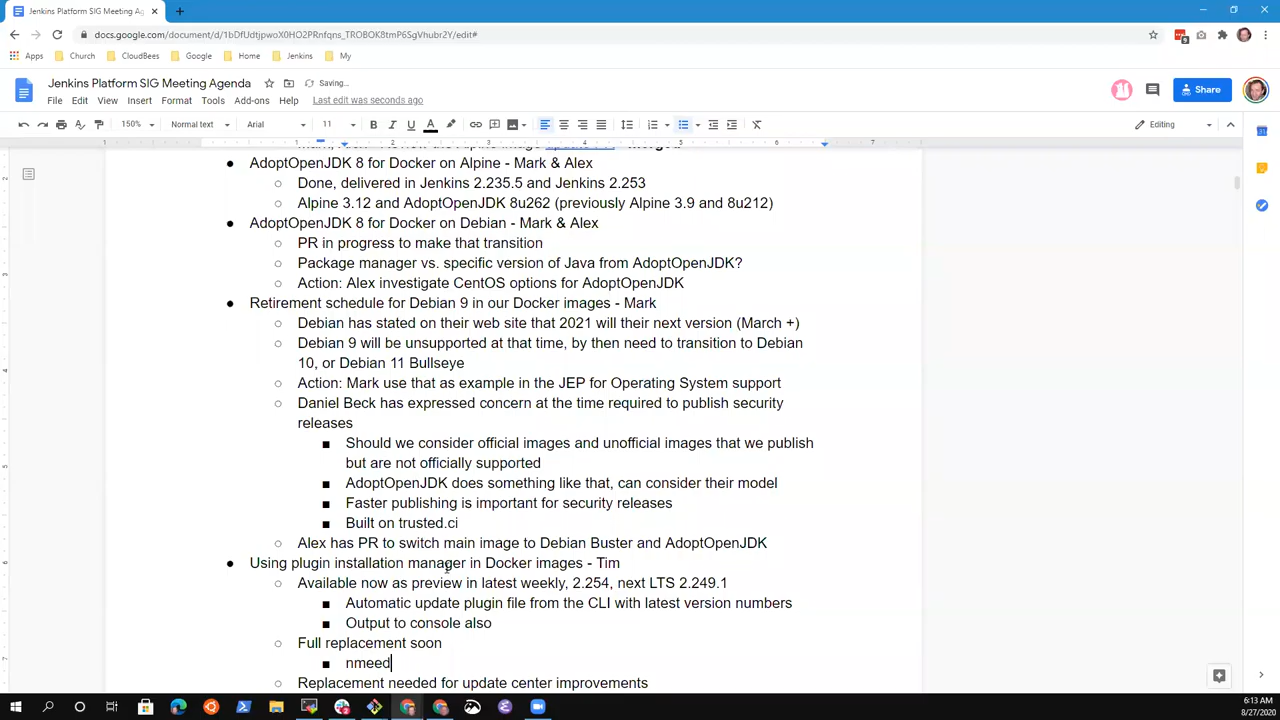 Jenkins Platform SIG Meeting Ag
docs.google.com/document/d/1bDfUdtjpwoX0HO2PRnfqns_TROBOK8tmP6SgVhubr2Y/edit#
Apps Church CloudBees Google Home Jenkins My
Jenkins Platform SIG Meeting Agenda Saving...
Share
File Edit View Insert Format Tools Add-ons Help Last edit was seconds ago
150% Normal text Arial 11 Editing
1 2 3 4 5 6 7
AdoptOpenJDK 8 for Docker on Alpine - Mark & Alex
Done, delivered in Jenkins 2.235.5 and Jenkins 2.253
Alpine 3.12 and AdoptOpenJDK 8u262 (previously Alpine 3.9 and 8u212)
AdoptOpenJDK 8 for Docker on Debian - Mark & Alex
PR in progress to make that transition
Package manager vs. specific version of Java from AdoptOpenJDK?
Action: Alex investigate CentOS options for AdoptOpenJDK
Retirement schedule for Debian 9 in our Docker images - Mark
Debian has stated on their web site that 2021 will their next version (March +)
Debian 9 will be unsupported at that time, by then need to transition to Debian
10, or Debian 11 Bullseye
Action: Mark use that as example in the JEP for Operating System support
Daniel Beck has expressed concern at the time required to publish security
releases
Should we consider official images and unofficial images that we publish
but are not officially supported
AdoptOpenJDK does something like that, can consider their model
Faster publishing is important for security releases
Built on trusted.ci
Alex has PR to switch main image to Debian Buster and AdoptOpenJDK
Using plugin installation manager in Docker images - Tim
Available now as preview in latest weekly, 2.254, next LTS 2.249.1
Automatic update plugin file from the CLI with latest version numbers
Output to console also
Full replacement soon
nmeed
Replacement needed for update center improvements
6:13 AM
8/27/2020